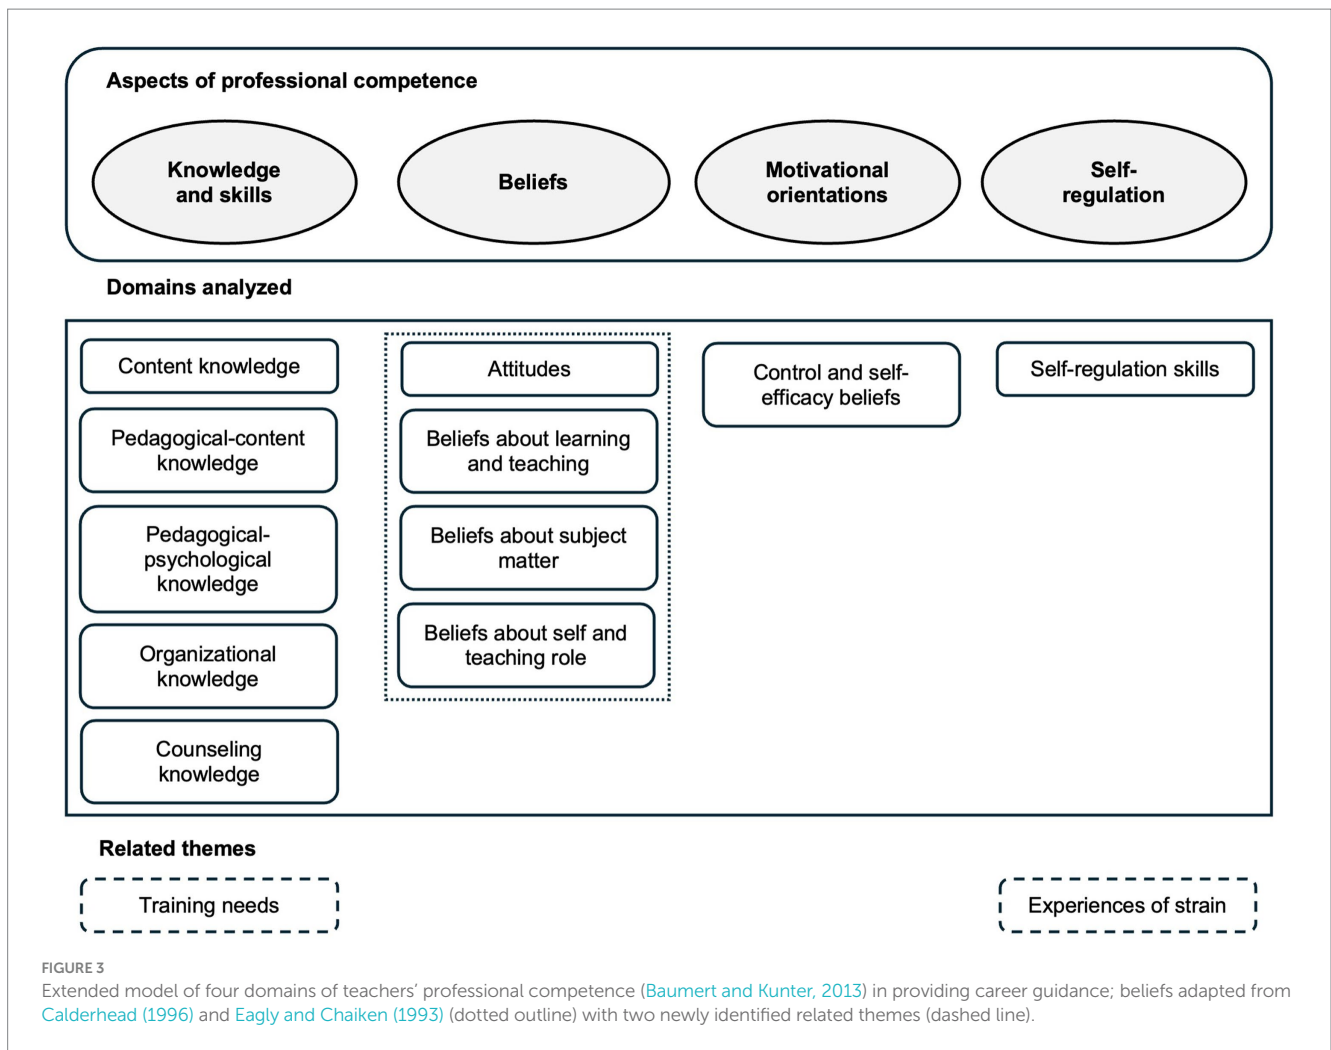 Aspects of professional competence
Knowledge
and skills
Beliefs
Motivational
orientations
Self-
regulation
Domains analyzed
Content knowledge
Pedagogical-content
knowledge
Pedagogical-
psychological
knowledge
Organizational
knowledge
Counseling
knowledge
Attitudes
Beliefs about learning
and teaching
Beliefs about subject
matter
Beliefs about self and
teaching role
Control and self-
efficacy beliefs
Self-regulation skills
Related themes
Training needs
Experiences of strain
FIGURE 3
Extended model of four domains of teachers’ professional competence (Baumert and Kunter, 2013) in providing career guidance; beliefs adapted from
Calderhead (1996) and Eagly and Chaiken (1993) (dotted outline) with two newly identified related themes (dashed line).